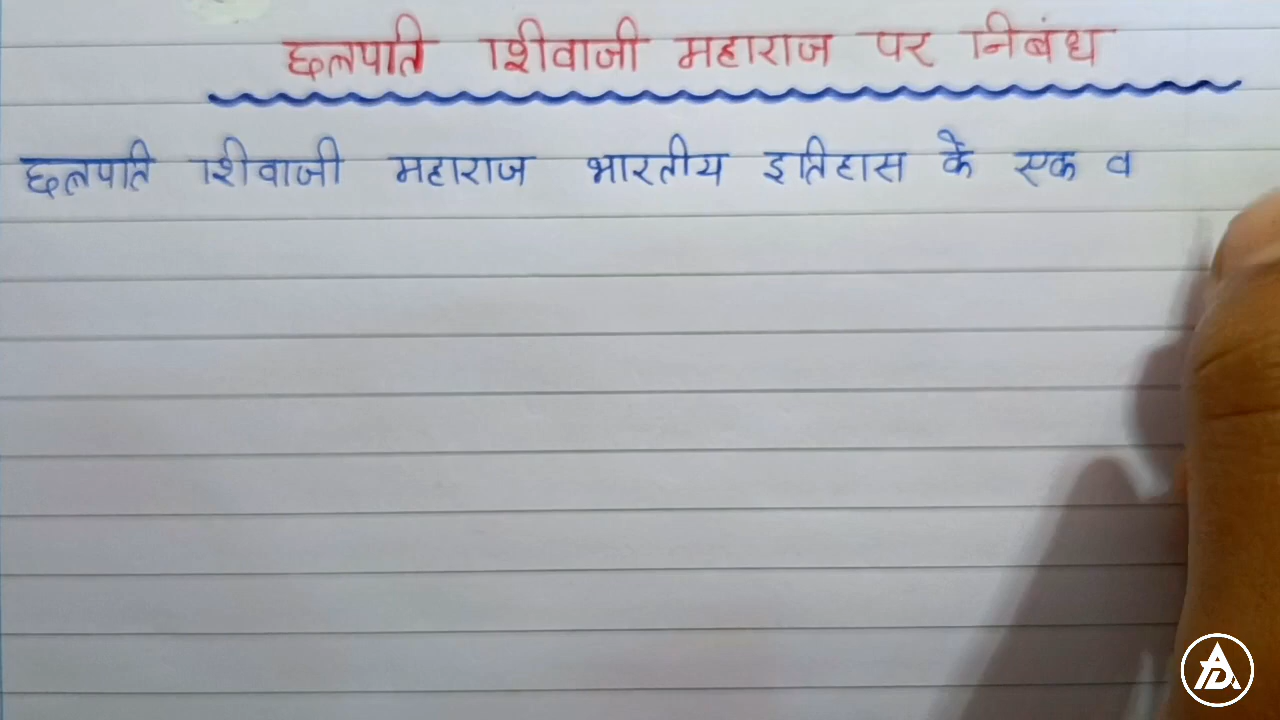 छत्रपति शिवाजी महाराज पर निबंध
छत्रपति शिवाजी महाराज भारतीय इतिहास के एक व